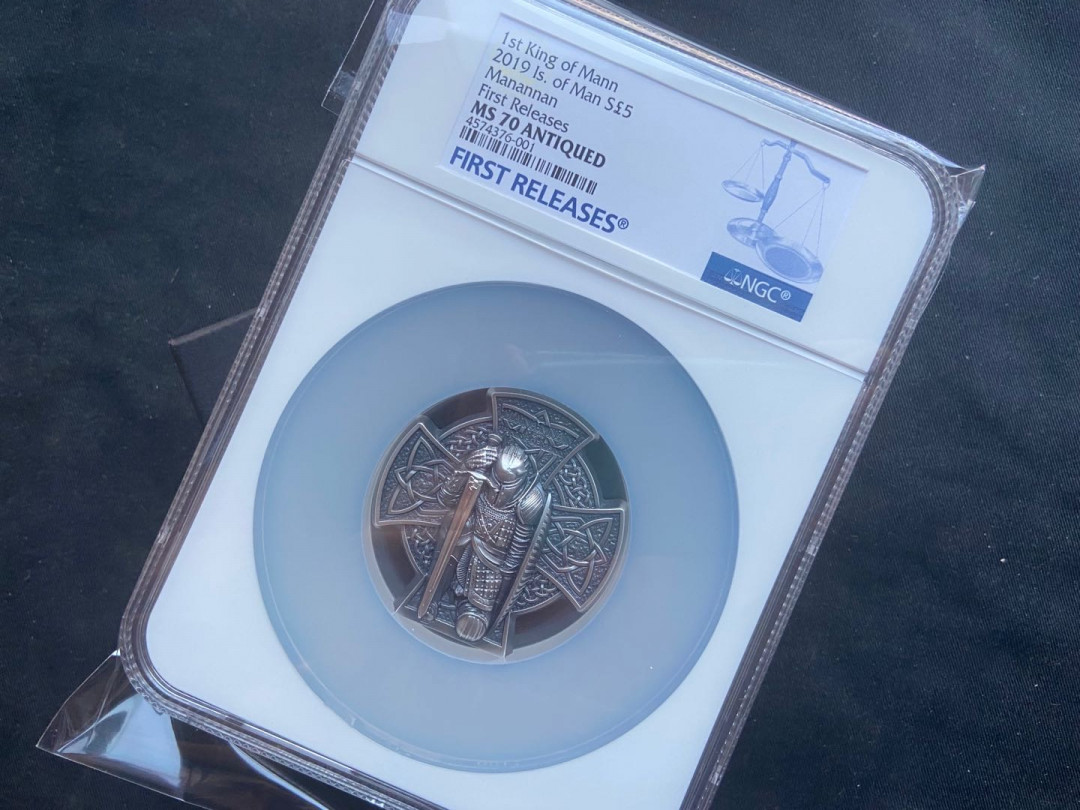 1st King of Mann
2019 Is. of Man S£5
Manannan
First Releases
MS 70 ANTIQUED
4574376-001
FIRST RELEASES®
NGC®